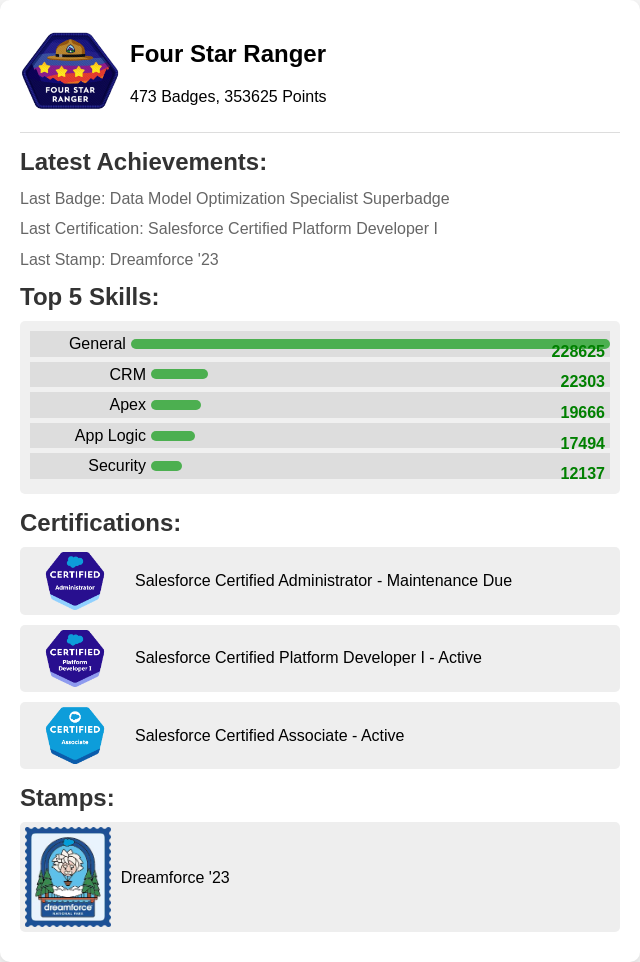 FOUR STAR
RANGER
Four Star Ranger
473 Badges, 353625 Points
Latest Achievements:
Last Badge: Data Model Optimization Specialist Superbadge
Last Certification: Salesforce Certified Platform Developer I
Last Stamp: Dreamforce '23
Top 5 Skills:
General 228625
CRM 22303
Apex 19666
App Logic 17494
Security 12137
Certifications:
CERTIFIED
Administrator
Salesforce Certified Administrator - Maintenance Due
CERTIFIED
Platform
Developer I
Salesforce Certified Platform Developer I - Active
CERTIFIED
Associate
Salesforce Certified Associate - Active
Stamps:
dreamforce
NATIONAL PARK
Dreamforce '23